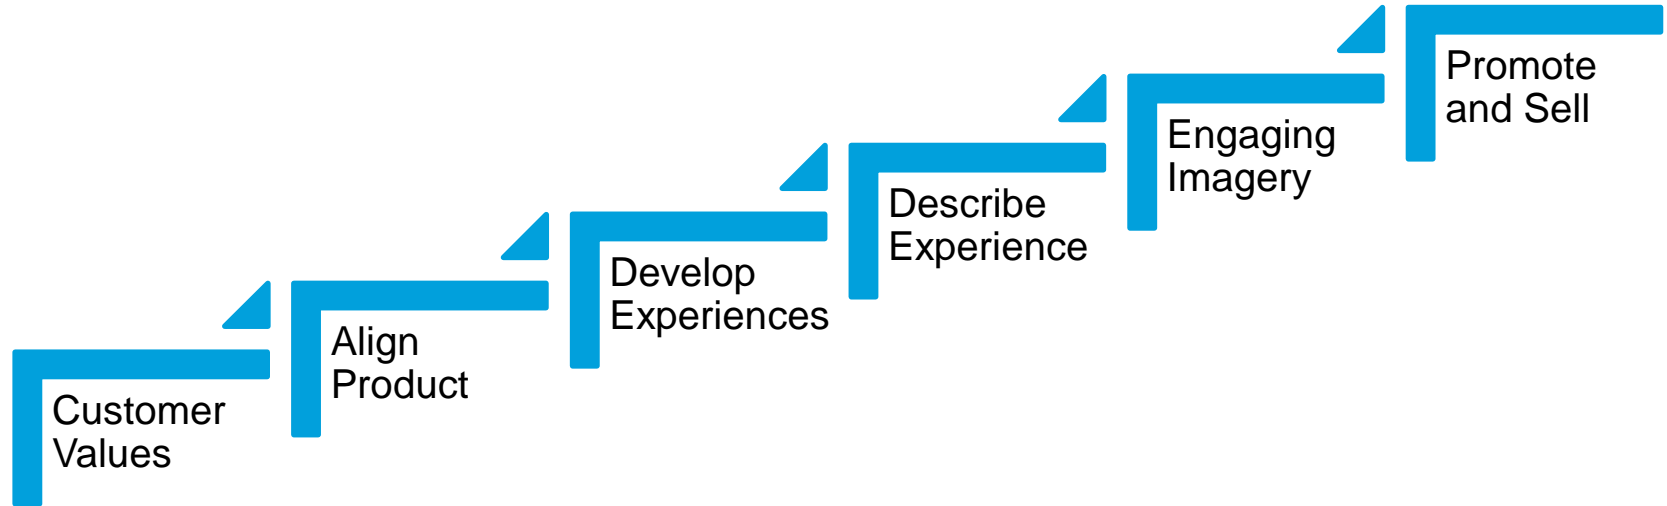 Customer
Values
Align
Product
Develop
Experiences
Describe
Experience
Engaging
Imagery
Promote
and Sell